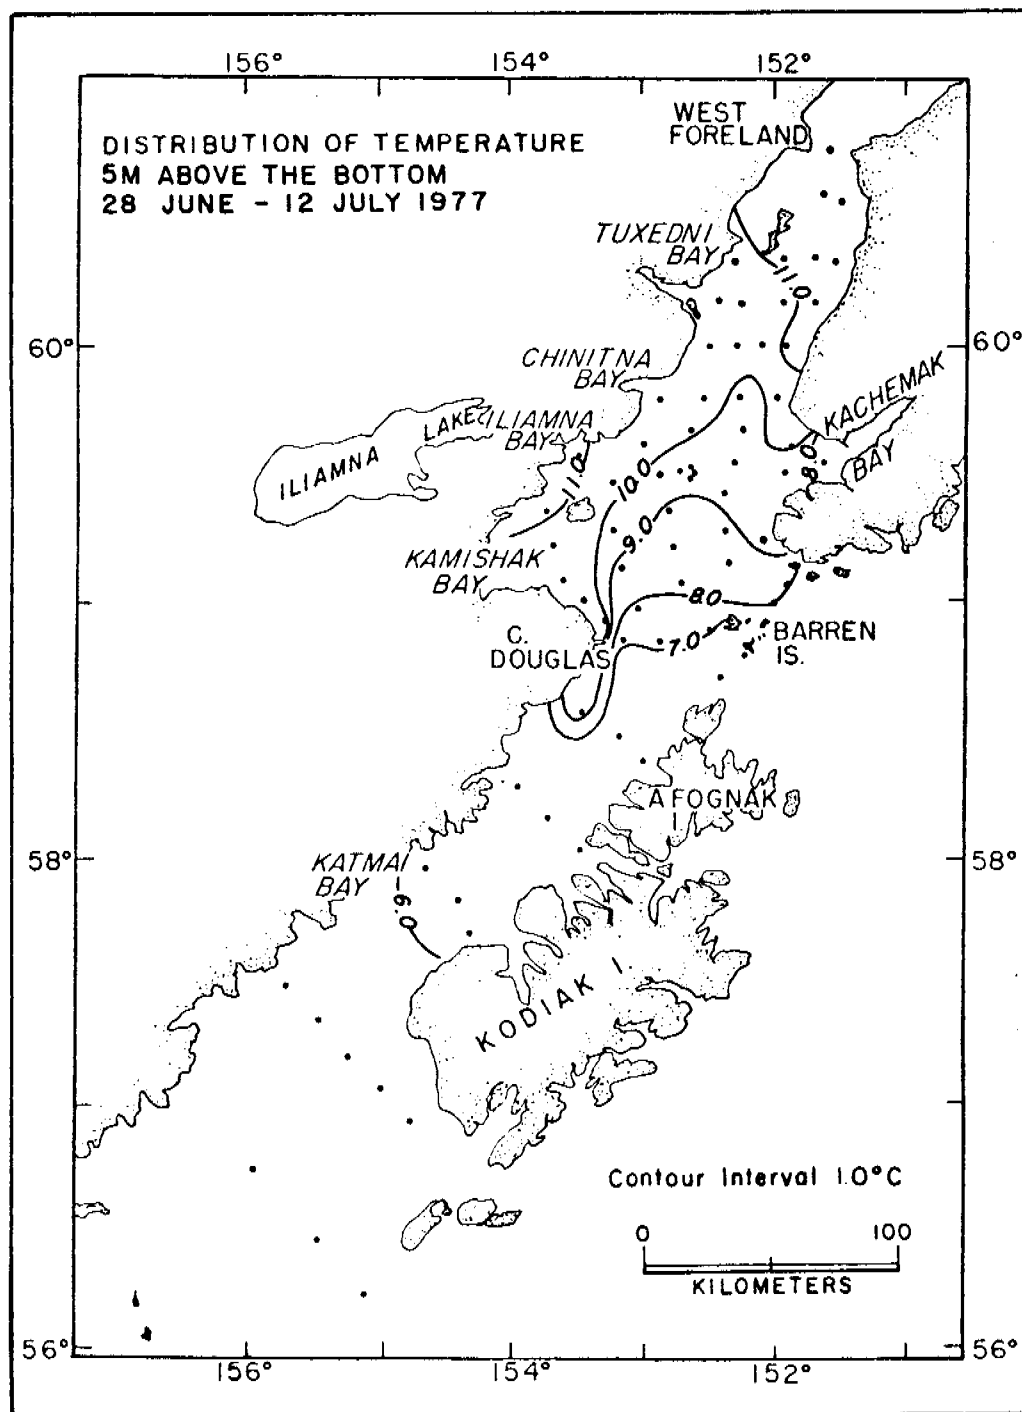 156° 154° 152°
DISTRIBUTION OF TEMPERATURE
5M ABOVE THE BOTTOM
28 JUNE - 12 JULY 1977
WEST
FORELAND
TUXEDNI
BAY
11.0
60° 60°
CHINITNA
BAY
KACHEMAK
BAY
LAKE
ILIAMNA
ILIAMNA
BAY
8.0
11.0
10.0
9.0
KAMISHAK
BAY
8.0
C.
DOUGLAS
7.0
BARREN
IS.
AFOGNAK
I.
58° 58°
KATMAI
BAY
6.0
KODIAK I.
Contour Interval 1.0°C
0 100
KILOMETERS
56° 56°
156° 154° 152°